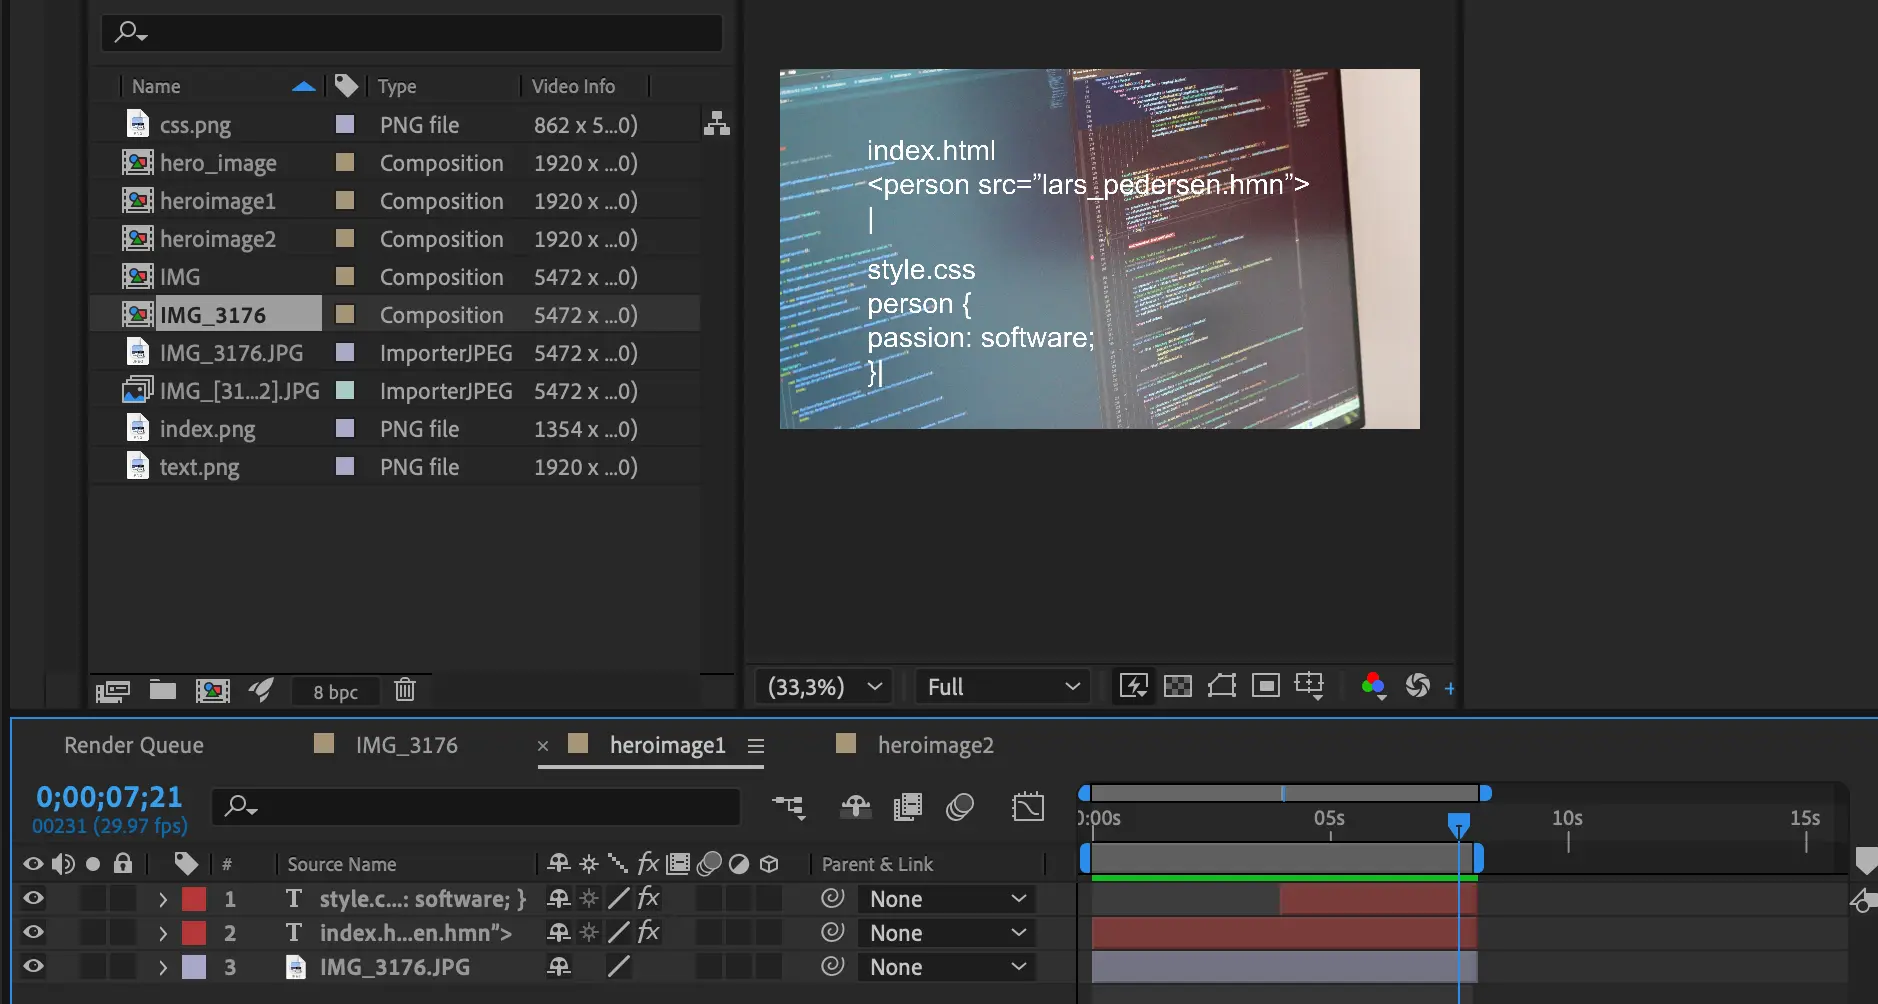 Name Type Video Info
css.png PNG file 862 x 5...0)
hero_image Composition 1920 x ...0)
heroimage1 Composition 1920 x ...0)
heroimage2 Composition 1920 x ...0)
IMG Composition 5472 x ...0)
IMG_3176 Composition 5472 x ...0)
IMG_3176.JPG ImporterJPEG 5472 x ...0)
IMG_[31...2].JPG ImporterJPEG 5472 x ...0)
index.png PNG file 1354 x ...0)
text.png PNG file 1920 x ...0)
8 bpc
index.html
<person src=”lars_pedersen.hmn”>
|
style.css
person {
passion: software;
}|
(33,3%) Full
Render Queue IMG_3176 × heroimage1 heroimage2
0;00;07;21
00231 (29.97 fps)
:00s 05s 10s 15s
# Source Name fx Parent & Link
1 T style.c...: software; } fx None
2 T index.h...en.hmn”> fx None
3 IMG_3176.JPG None